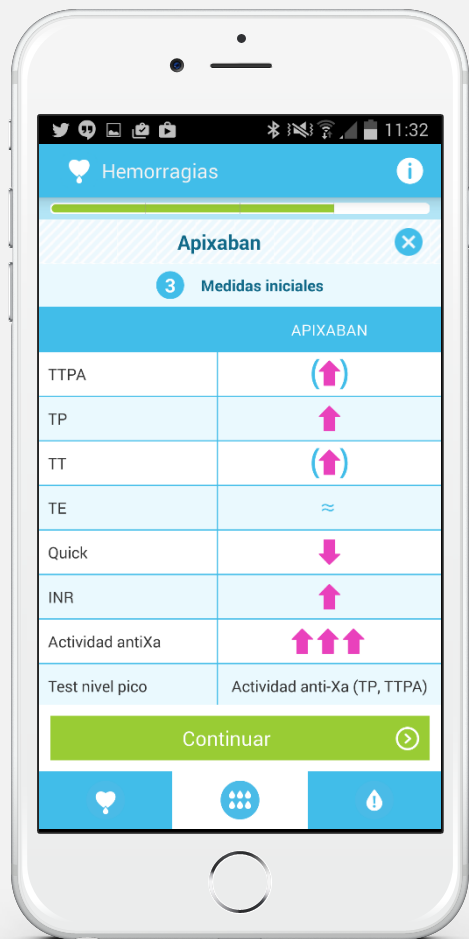 11:32
Hemorragias
Apixaban
3 Medidas iniciales
APIXABAN
TTPA (↑)
TP ↑
TT (↑)
TE ≈
Quick ↓
INR ↑
Actividad antiXa ↑↑↑
Test nivel pico Actividad anti-Xa (TP, TTPA)
Continuar